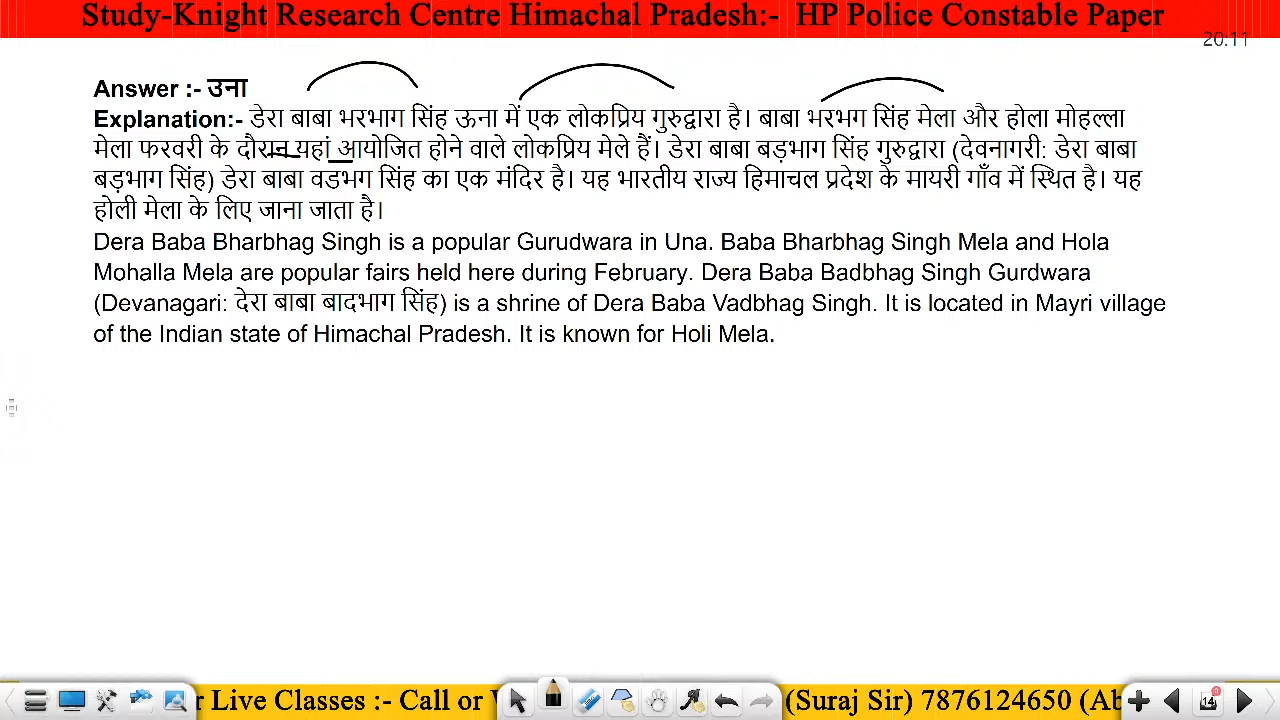 Study-Knight Research Centre Himachal Pradesh:- HP Police Constable Paper
20:11
Answer :- उना
Explanation:- डेरा बाबा भरभाग सिंह ऊना में एक लोकप्रिय गुरुद्वारा है। बाबा भरभग सिंह मेला और होला मोहल्ला
मेला फरवरी के दौरान यहां आयोजित होने वाले लोकप्रिय मेले हैं। डेरा बाबा बड़भाग सिंह गुरुद्वारा (देवनागरी: डेरा बाबा
बड़भाग सिंह) डेरा बाबा वडभग सिंह का एक मंदिर है। यह भारतीय राज्य हिमाचल प्रदेश के मायरी गाँव में स्थित है। यह
होली मेला के लिए जाना जाता है।
Dera Baba Bharbhag Singh is a popular Gurudwara in Una. Baba Bharbhag Singh Mela and Hola
Mohalla Mela are popular fairs held here during February. Dera Baba Badbhag Singh Gurdwara
(Devanagari: देरा बाबा बादभाग सिंह) is a shrine of Dera Baba Vadbhag Singh. It is located in Mayri village
of the Indian state of Himachal Pradesh. It is known for Holi Mela.
r Live Classes :- Call or (Suraj Sir) 7876124650 (Ab
14